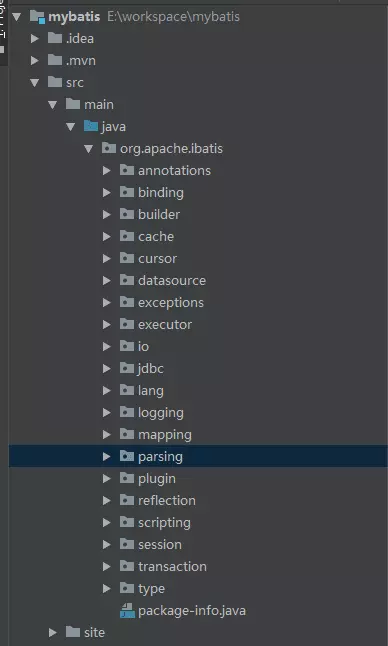 mybatis E:\workspace\mybatis
.idea
.mvn
src
main
java
org.apache.ibatis
annotations
binding
builder
cache
cursor
datasource
exceptions
executor
io
jdbc
lang
logging
mapping
parsing
plugin
reflection
scripting
session
transaction
type
package-info.java
site